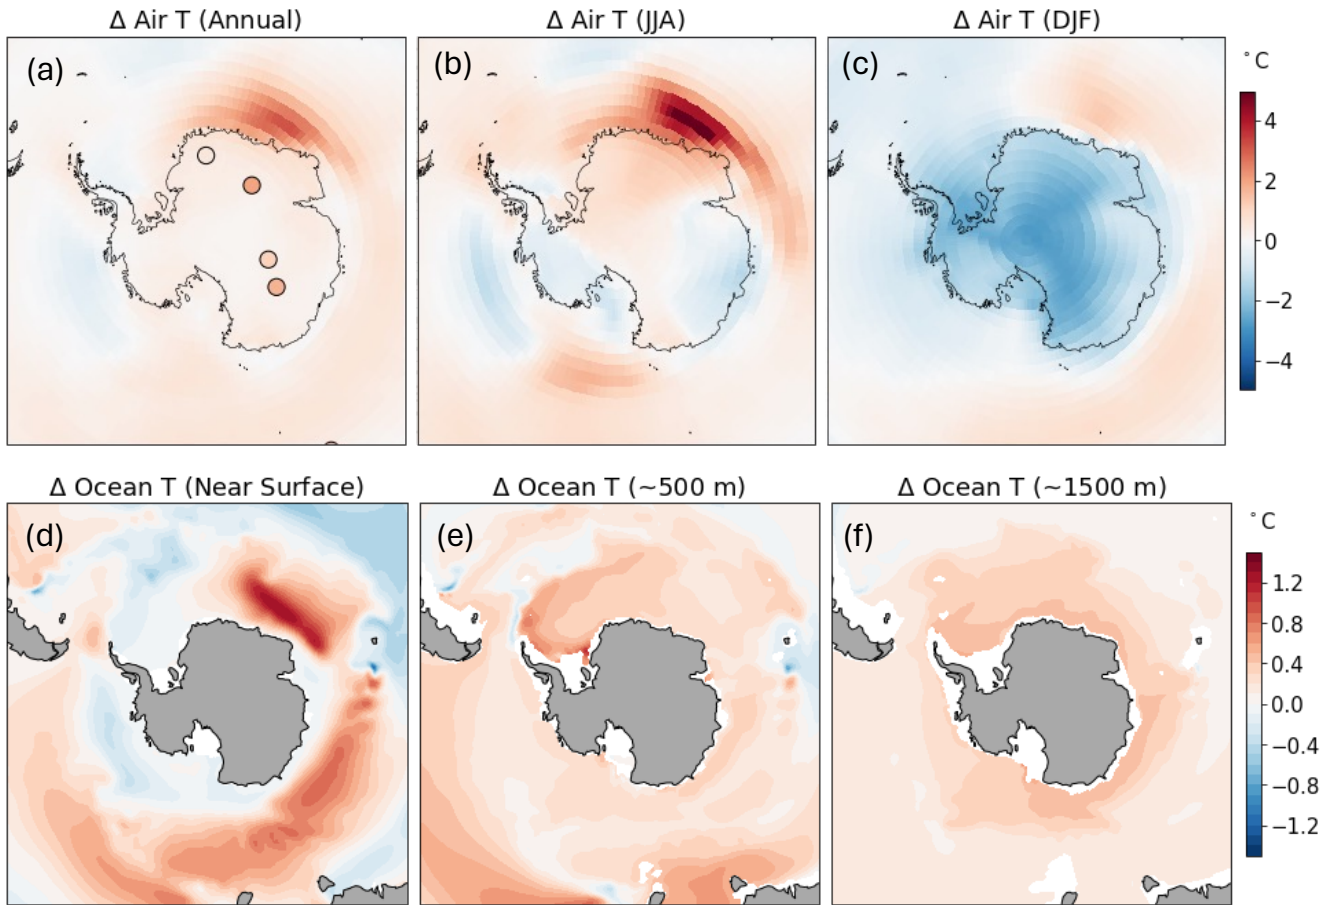 Δ Air T (Annual)
Δ Air T (JJA)
Δ Air T (DJF)
(a)
(b)
(c)
°C
4
2
0
−2
−4
Δ Ocean T (Near Surface)
Δ Ocean T (~500 m)
Δ Ocean T (~1500 m)
(d)
(e)
(f)
°C
1.2
0.8
0.4
0.0
−0.4
−0.8
−1.2